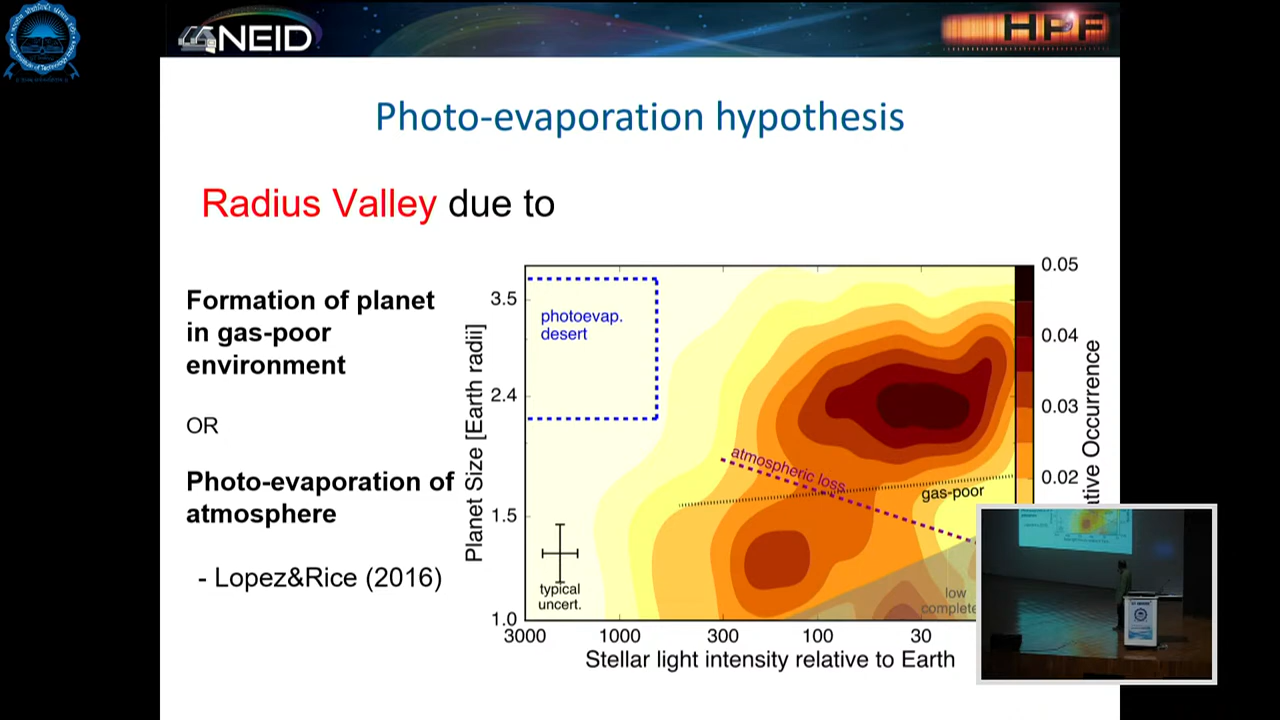 NEID
HPF
Photo-evaporation hypothesis
Radius Valley due to
Formation of planet
in gas-poor
environment
OR
Photo-evaporation of
atmosphere
- Lopez&Rice (2016)
Planet Size [Earth radii]
3.5
2.4
1.5
1.0
photoevap.
desert
atmospheric loss
gas-poor
typical
uncert.
low
complete
3000
1000
300
100
30
Stellar light intensity relative to Earth
0.05
0.04
0.03
0.02
ative Occurrence